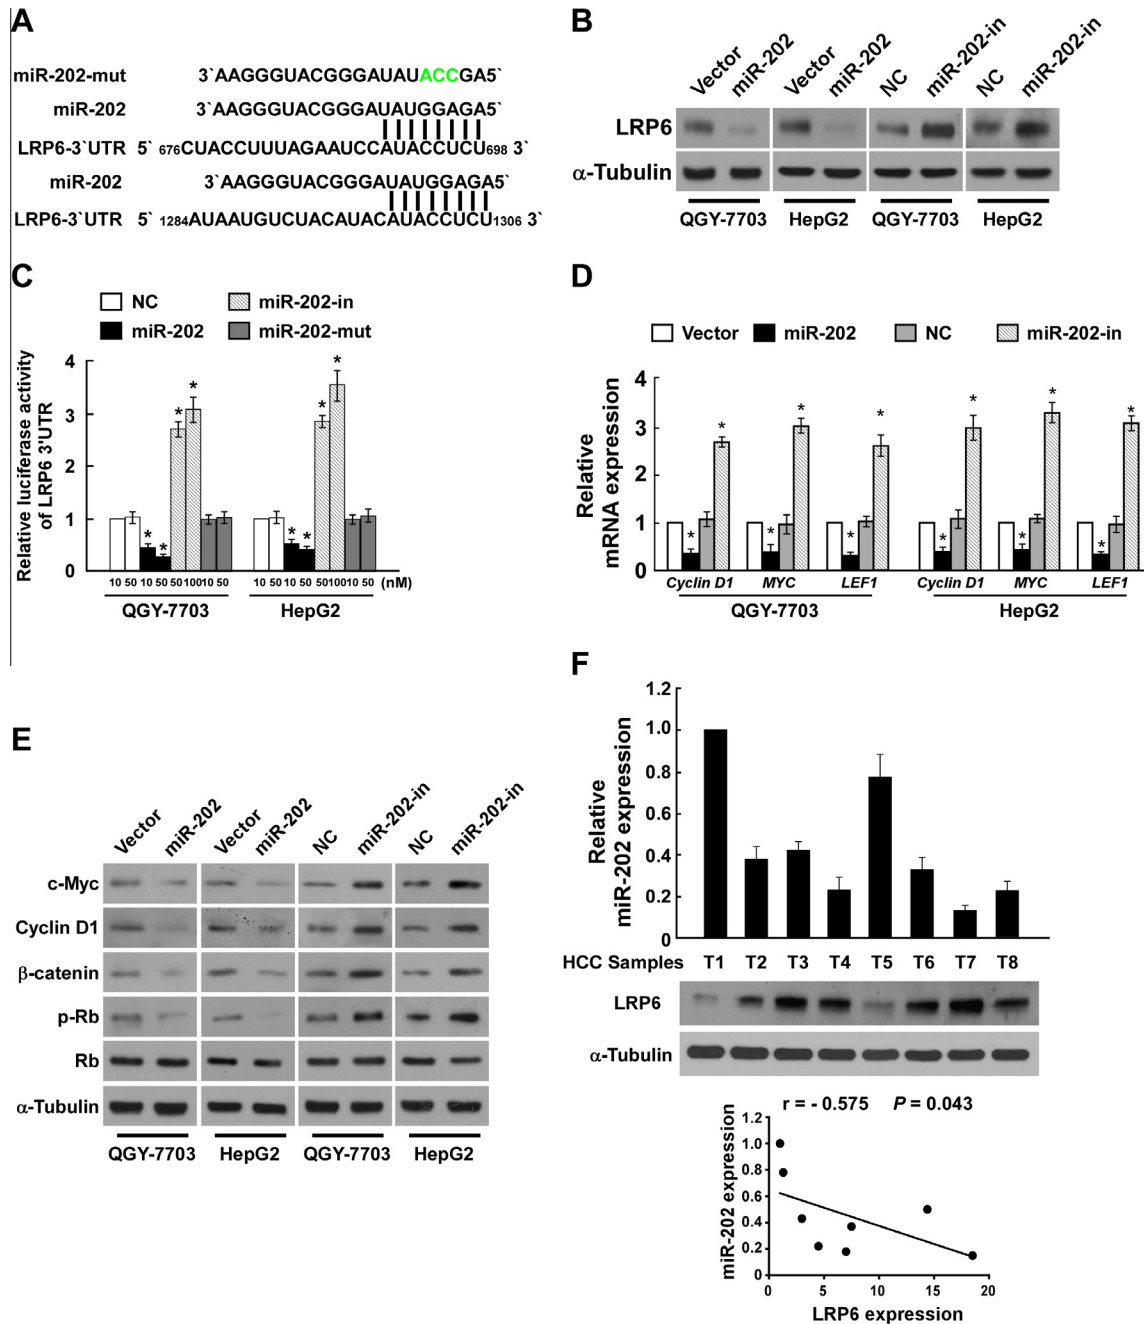 A
miR-202-mut 3`AAGGGUACGGGAUAUACCGA5`
miR-202 3`AAGGGUACGGGAUAUGGAGA5`
LRP6-3`UTR 5` 676CUACCUUUAGAAUCCAUACCUCU698 3`
miR-202 3`AAGGGUACGGGAUAUGGAGA5`
LRP6-3`UTR 5` 1284AUAAUGUCUACAUACAUACCUCU1306 3`
B
Vector miR-202 Vector miR-202 NC miR-202-in NC miR-202-in
LRP6
α-Tubulin
QGY-7703 HepG2 QGY-7703 HepG2
C
NC miR-202-in
miR-202 miR-202-mut
Relative luciferase activity
of LRP6 3'UTR
4
3
2
1
0
* * * * * * * *
10 50 10 50 50 100 10 50 10 50 10 50 50 100 10 50 (nM)
QGY-7703 HepG2
D
Vector miR-202 NC miR-202-in
Relative
mRNA expression
4
3
2
1
0
* * * * * * * * * * * *
Cyclin D1 MYC LEF1 Cyclin D1 MYC LEF1
QGY-7703 HepG2
E
Vector miR-202 Vector miR-202 NC miR-202-in NC miR-202-in
c-Myc
Cyclin D1
β-catenin
p-Rb
Rb
α-Tubulin
QGY-7703 HepG2 QGY-7703 HepG2
F
Relative
miR-202 expression
1.2
1.0
0.8
0.6
0.4
0.2
0
HCC Samples T1 T2 T3 T4 T5 T6 T7 T8
LRP6
α-Tubulin
r = - 0.575 P = 0.043
miR-202 expression
1.2
1.0
0.8
0.6
0.4
0.2
0
0 5 10 15 20
LRP6 expression